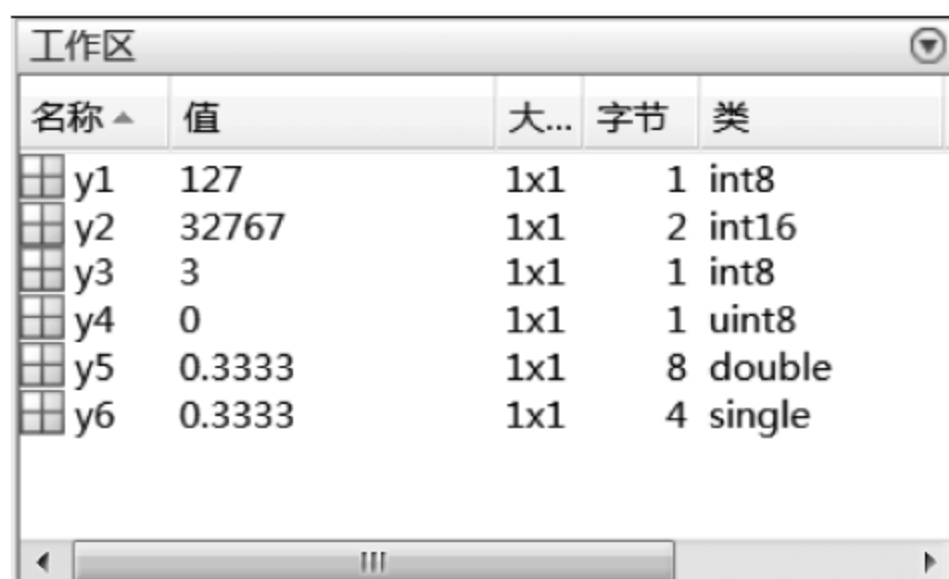 工作区
名称 值 大... 字节 类
y1 127 1x1 1 int8
y2 32767 1x1 2 int16
y3 3 1x1 1 int8
y4 0 1x1 1 uint8
y5 0.3333 1x1 8 double
y6 0.3333 1x1 4 single